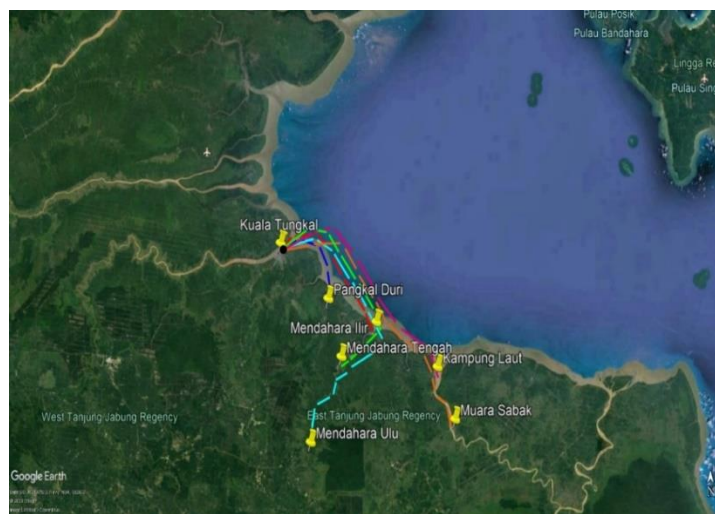 Pulau Posik
Pulau Bandahara
Lingga Re
Pulau Sing
Kuala Tungkal
Pangkal Duri
Mendahara Ilir
Mendahara Tengah
Kampung Laut
West Tanjung Jabung Regency
East Tanjung Jabung Regency
Muara Sabak
Mendahara Ulu
Google Earth
N